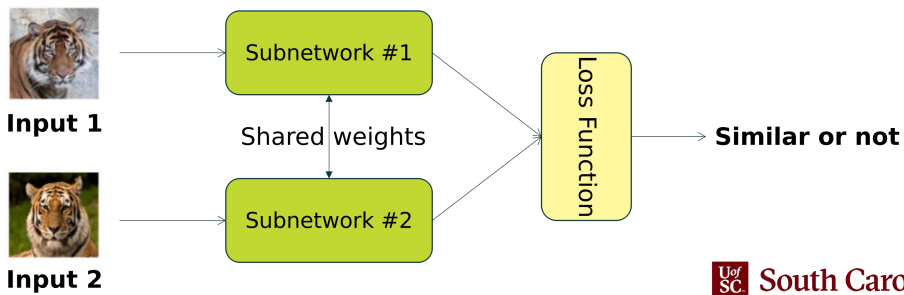 Subnetwork #1
Input 1
Shared weights
Loss Function
Similar or not
Subnetwork #2
Input 2
UofSC South Caro